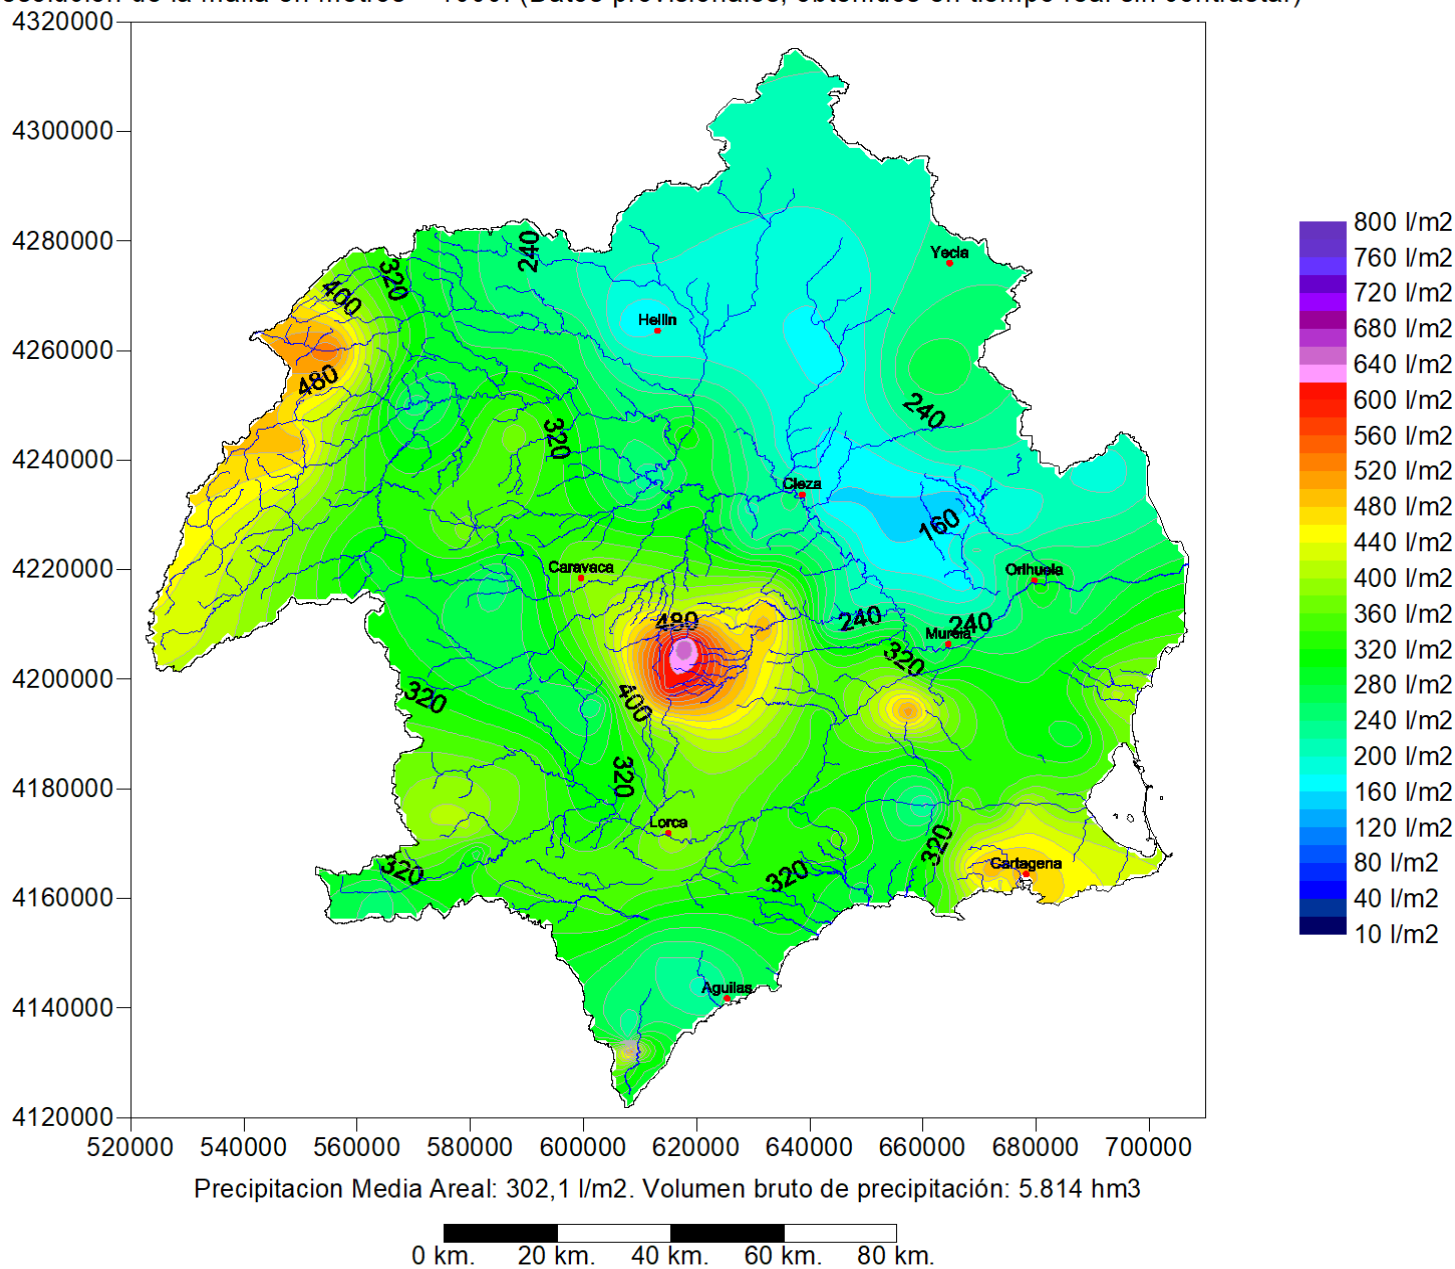 4320000
4300000
4280000
4260000
4240000
4220000
4200000
4180000
4160000
4140000
4120000
520000 540000 560000 580000 600000 620000 640000 660000 680000 700000
240
320
400
Yecla
Hellin
480
240
320
Cieza
160
Caravaca
Orihuela
480
240
240
Murcia
320
320
400
320
Lorca
320
Cartagena
320
320
Aguilas
800 l/m2
760 l/m2
720 l/m2
680 l/m2
640 l/m2
600 l/m2
560 l/m2
520 l/m2
480 l/m2
440 l/m2
400 l/m2
360 l/m2
320 l/m2
280 l/m2
240 l/m2
200 l/m2
160 l/m2
120 l/m2
80 l/m2
40 l/m2
10 l/m2
Precipitacion Media Areal: 302,1 l/m2. Volumen bruto de precipitación: 5.814 hm3
0 km. 20 km. 40 km. 60 km. 80 km.